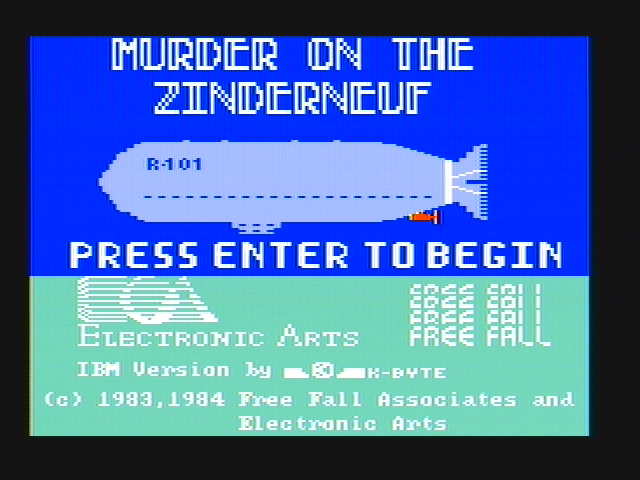 MURDER ON THE
ZINDERNEUF
R-101
PRESS ENTER TO BEGIN
ELECTRONIC ARTS
FREE FALL
FREE FALL
FREE FALL
FREE FALL
IBM Version by K-BYTE
(c) 1983,1984 Free Fall Associates and
Electronic Arts